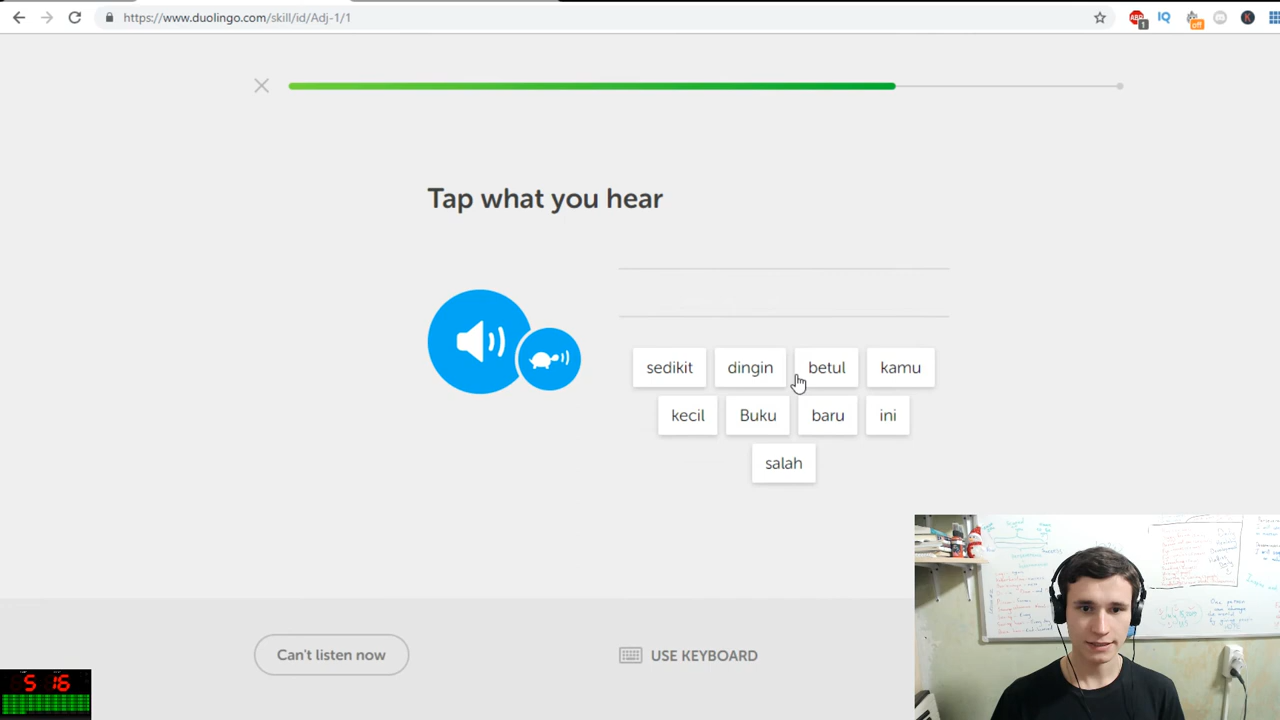 https://www.duolingo.com/skill/id/Adj-1/1
Tap what you hear
sedikit dingin betul kamu
kecil Buku baru ini
salah
Can't listen now
USE KEYBOARD
5 16